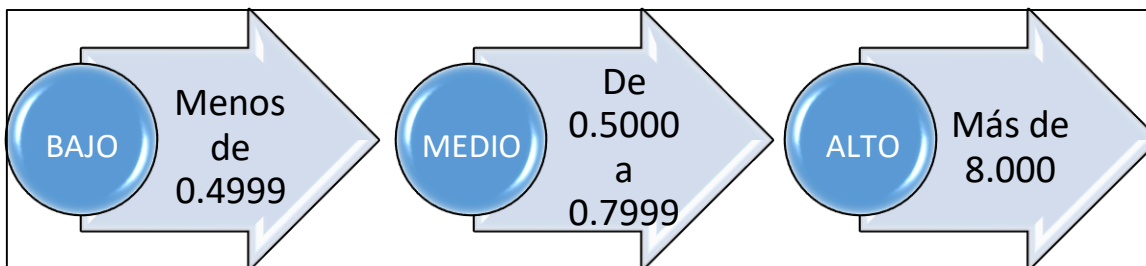 BAJO
Menos
de
0.4999
MEDIO
De
0.5000
a
0.7999
ALTO
Más de
8.000